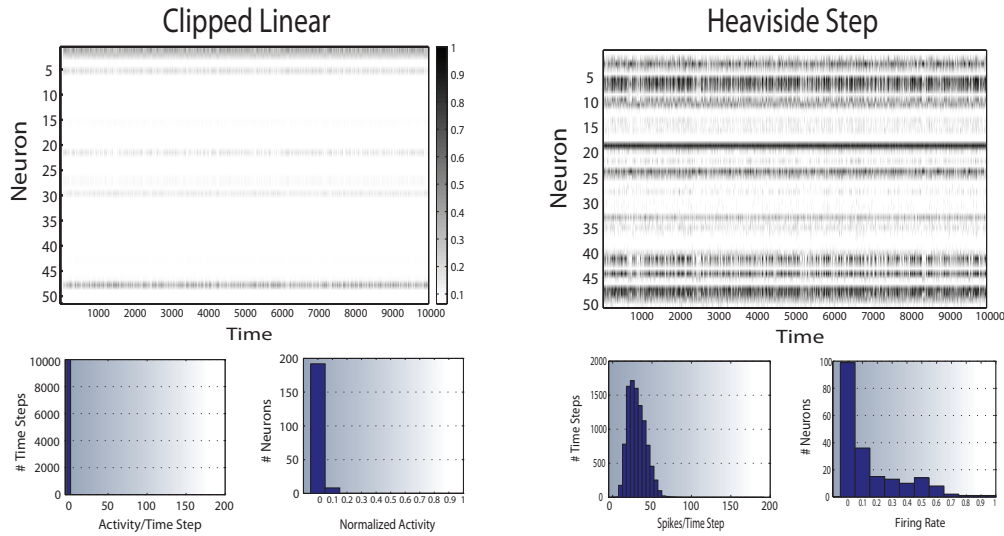 Clipped Linear
Heaviside Step
Neuron
5
10
15
20
25
30
35
40
45
50
1000 2000 3000 4000 5000 6000 7000 8000 9000 10000
Time
1
0.9
0.8
0.7
0.6
0.5
0.4
0.3
0.2
0.1
Neuron
5
10
15
20
25
30
35
40
45
50
1000 2000 3000 4000 5000 6000 7000 8000 9000 10000
Time
# Time Steps
10000
8000
6000
4000
2000
0
0 50 100 150 200
Activity/Time Step
# Neurons
200
150
100
50
0
0 0.1 0.2 0.3 0.4 0.5 0.6 0.7 0.8 0.9 1
Normalized Activity
# Time Steps
2000
1500
1000
500
0
0 50 100 150 200
Spikes/Time Step
# Neurons
100
80
60
40
20
0
0 0.1 0.2 0.3 0.4 0.5 0.6 0.7 0.8 0.9 1
Firing Rate